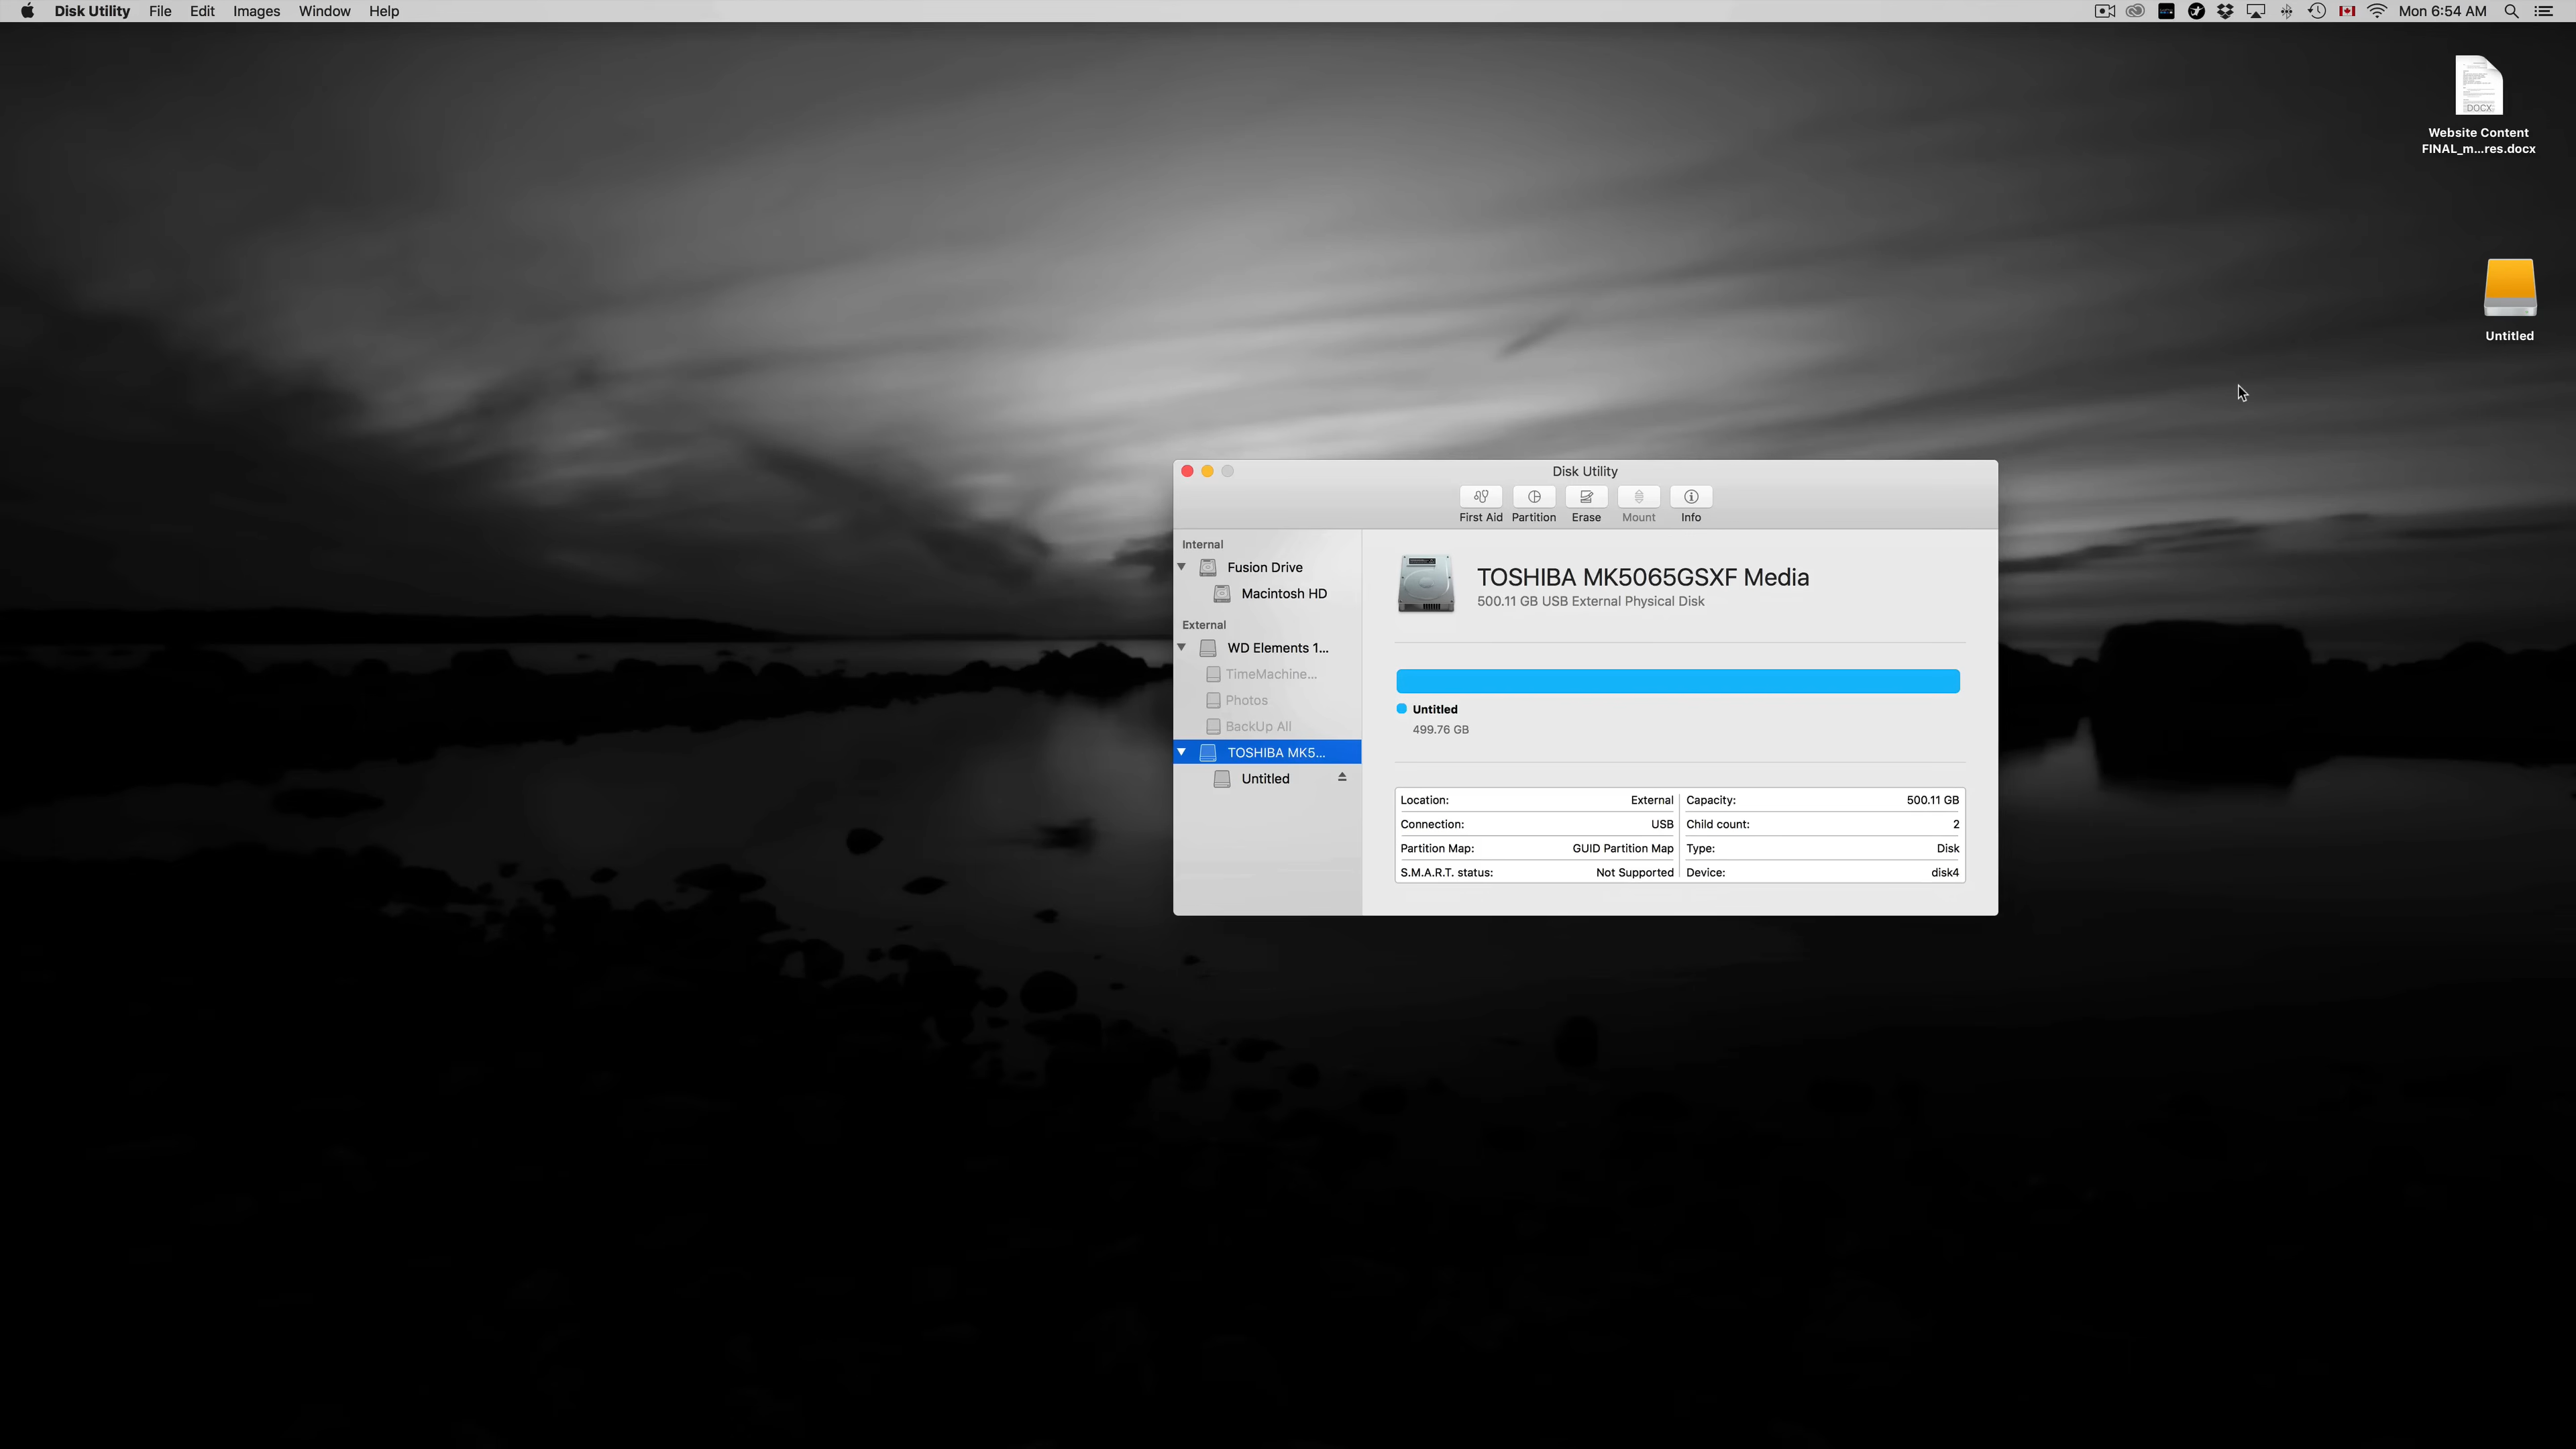 Disk Utility File Edit Images Window Help
Mon 6:54 AM
DOCX
Website Content
FINAL_m...res.docx
Untitled
Disk Utility
First Aid Partition Erase Mount Info
Internal
Fusion Drive
Macintosh HD
External
WD Elements 1...
TimeMachine...
Photos
BackUp All
TOSHIBA MK5...
Untitled
TOSHIBA MK5065GSXF Media
500.11 GB USB External Physical Disk
Untitled
499.76 GB
Location: External
Connection: USB
Partition Map: GUID Partition Map
S.M.A.R.T. status: Not Supported
Capacity: 500.11 GB
Child count: 2
Type: Disk
Device: disk4